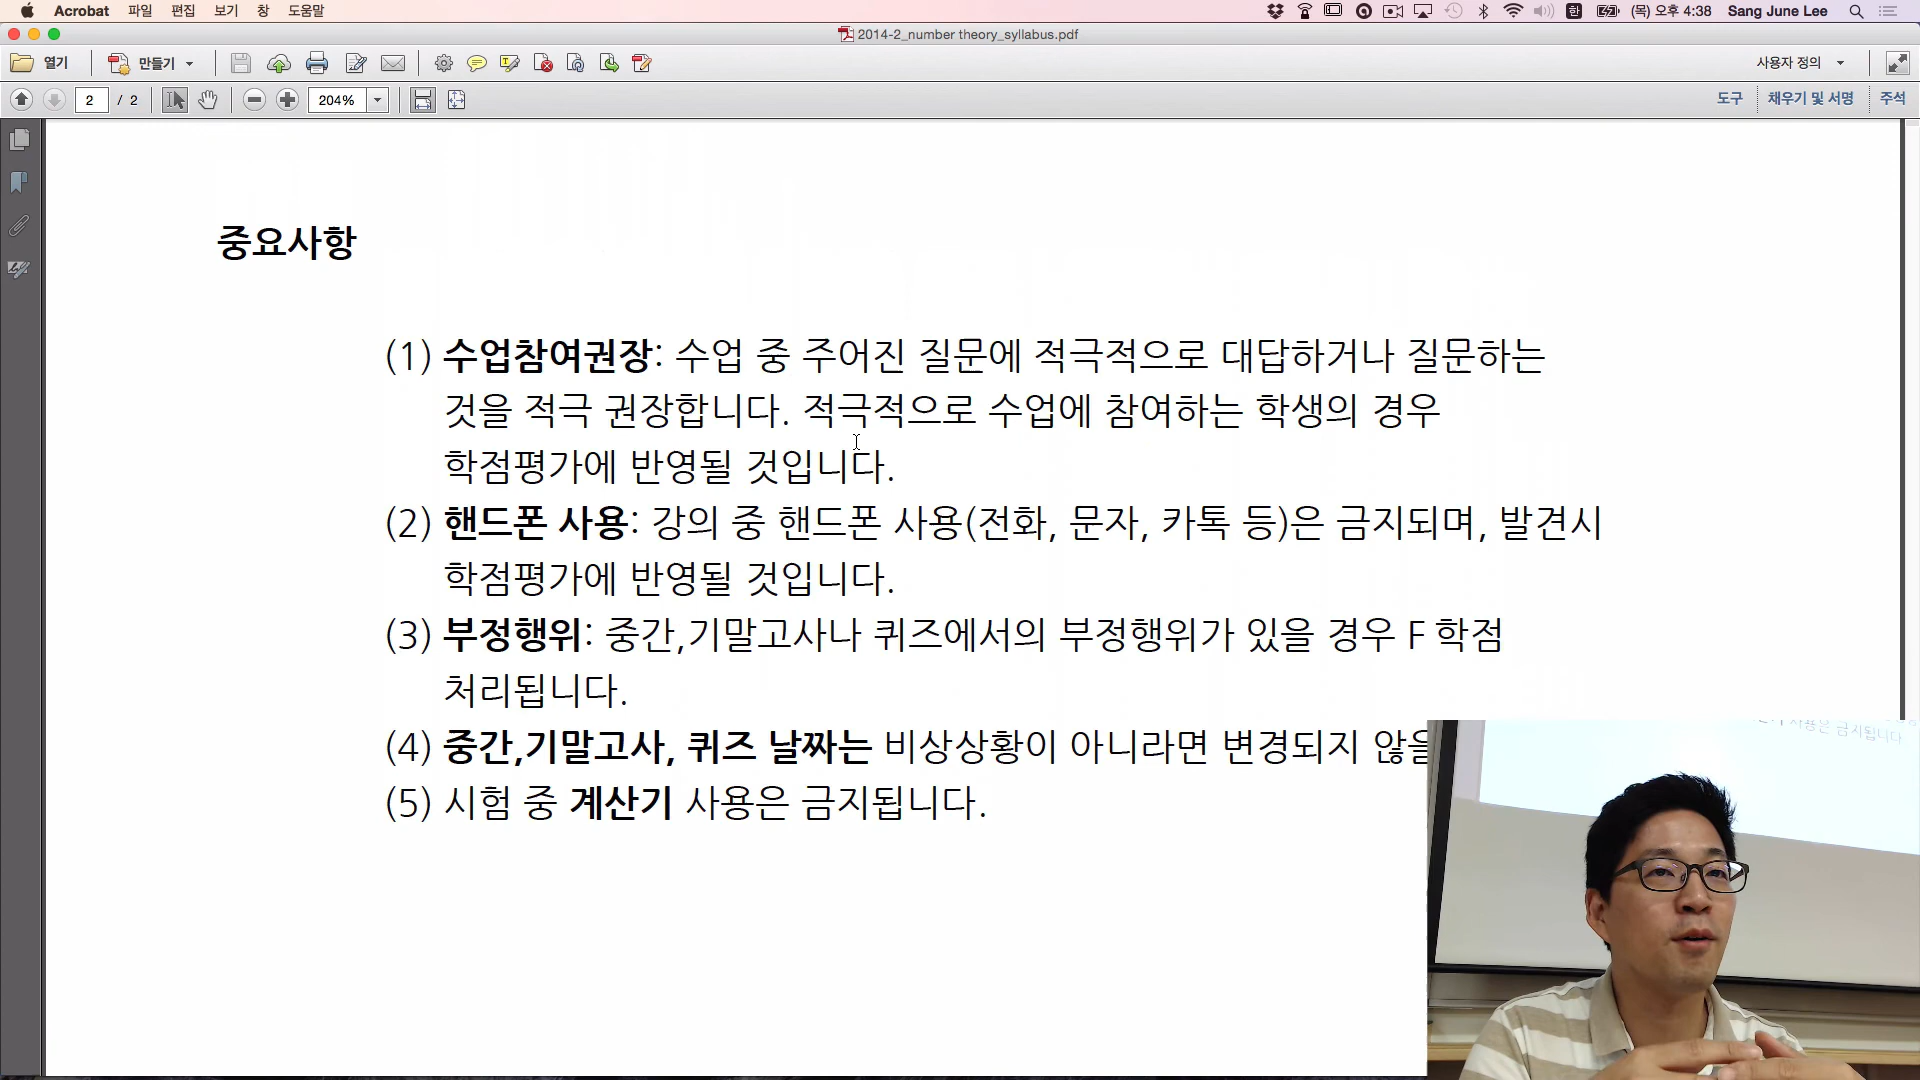 Acrobat 파일 편집 보기 창 도움말 (목) 오후 4:38 Sang June Lee
2014-2_number theory_syllabus.pdf
열기 만들기 사용자 정의
2 / 2 204% 도구 채우기 및 서명 주석
중요사항
(1) 수업참여권장: 수업 중 주어진 질문에 적극적으로 대답하거나 질문하는
것을 적극 권장합니다. 적극적으로 수업에 참여하는 학생의 경우
학점평가에 반영될 것입니다.
(2) 핸드폰 사용: 강의 중 핸드폰 사용(전화, 문자, 카톡 등)은 금지되며, 발견시
학점평가에 반영될 것입니다.
(3) 부정행위: 중간,기말고사나 퀴즈에서의 부정행위가 있을 경우 F 학점
처리됩니다.
(4) 중간,기말고사, 퀴즈 날짜는 비상상황이 아니라면 변경되지 않을
(5) 시험 중 계산기 사용은 금지됩니다.
사용은 금지됩니다